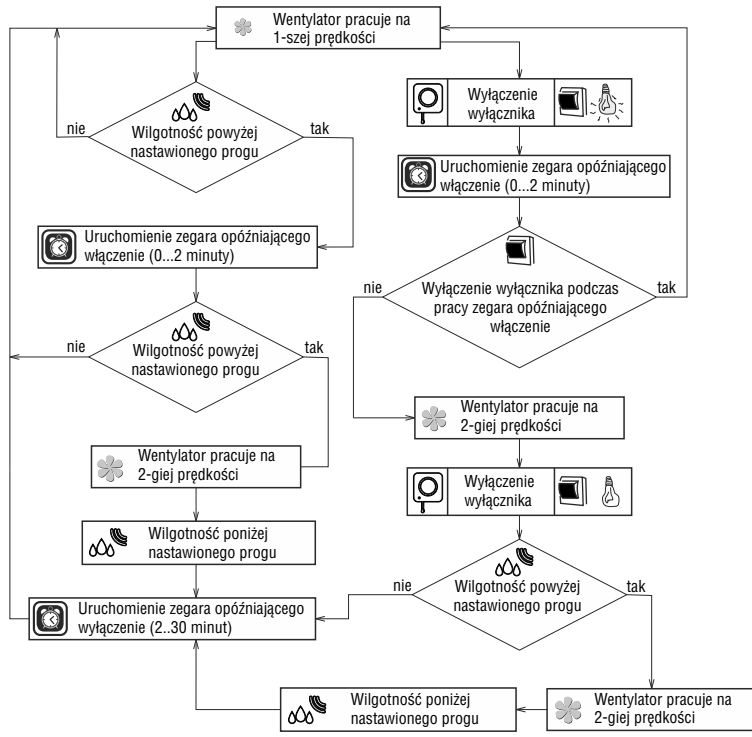 Wentylator pracuje na
1-szej prędkości
nie
Wilgotność powyżej
nastawionego progu
tak
Wyłączenie
wyłącznika
Uruchomienie zegara opóźniającego
włączenie (0...2 minuty)
Uruchomienie zegara opóźniającego
włączenie (0...2 minuty)
nie
Wyłączenie wyłącznika podczas
pracy zegara opóźniającego
włączenie
tak
nie
Wilgotność powyżej
nastawionego progu
tak
Wentylator pracuje na
2-giej prędkości
Wentylator pracuje na
2-giej prędkości
Wyłączenie
wyłącznika
Wilgotność poniżej
nastawionego progu
nie
Wilgotność powyżej
nastawionego progu
tak
Uruchomienie zegara opóźniającego
wyłączenie (2..30 minut)
Wilgotność poniżej
nastawionego progu
Wentylator pracuje na
2-giej prędkości